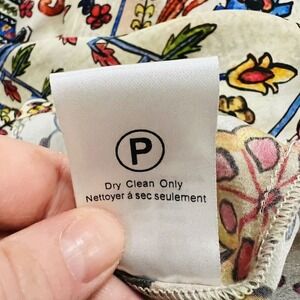 P
Dry Clean Only
Nettoyer à sec seulement